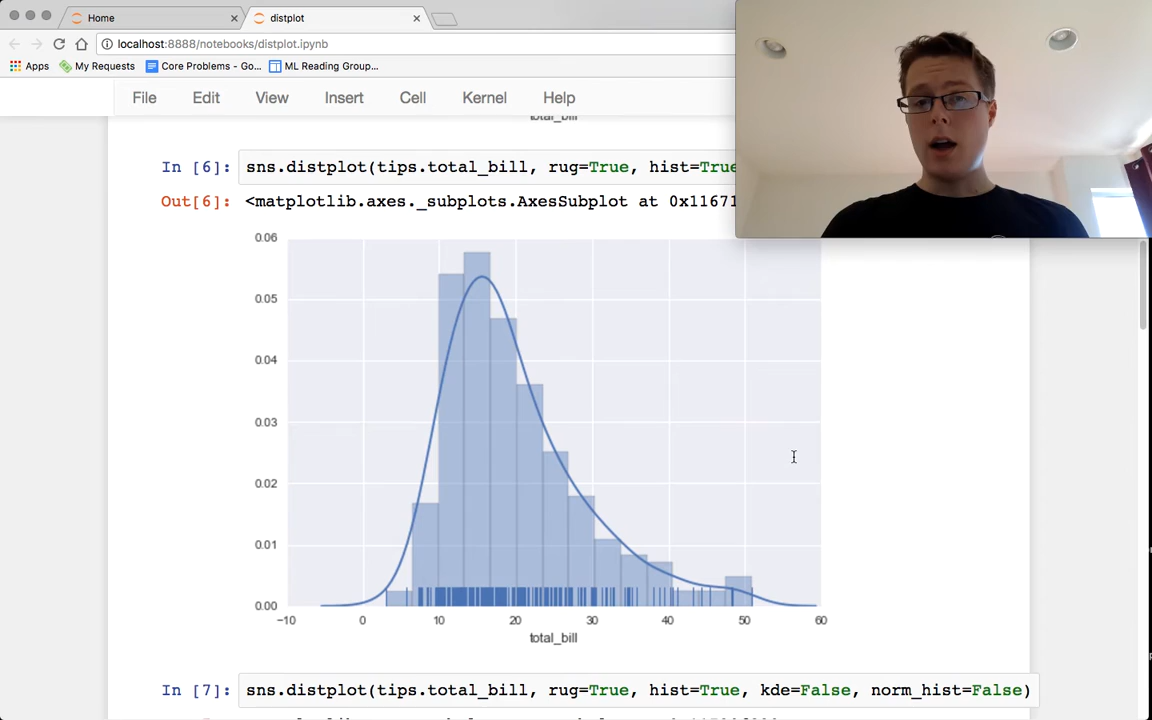 Home
distplot
localhost:8888/notebooks/distplot.ipynb
Apps My Requests Core Problems - Go... ML Reading Group...
File Edit View Insert Cell Kernel Help
total_bill
In [6]: sns.distplot(tips.total_bill, rug=True, hist=True
Out[6]: <matplotlib.axes._subplots.AxesSubplot at 0x11671
0.06
0.05
0.04
0.03
0.02
0.01
0.00
−10 0 10 20 30 40 50 60
total_bill
In [7]: sns.distplot(tips.total_bill, rug=True, hist=True, kde=False, norm_hist=False)